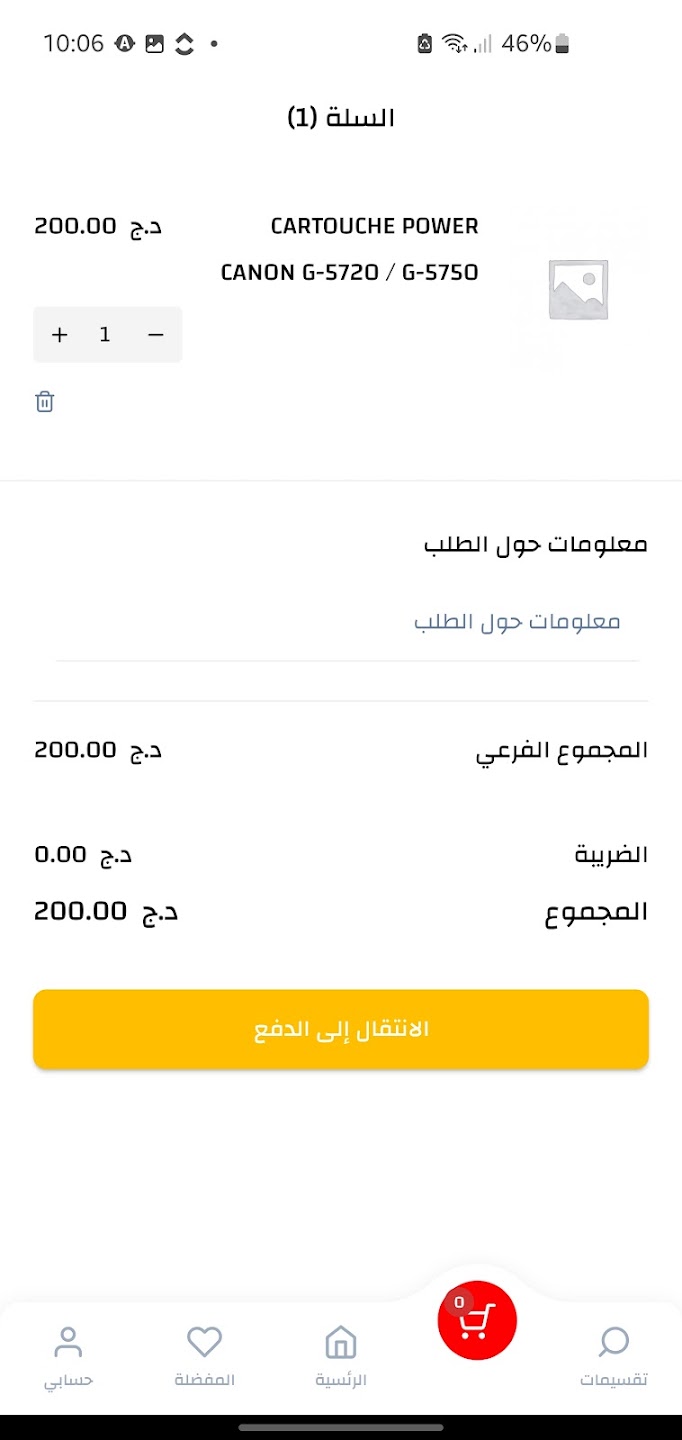 10:06
46%
السلة (1)
CARTOUCHE POWER
CANON G-5720 / G-5750
200.00 د.ج
+ 1 −
معلومات حول الطلب
معلومات حول الطلب
المجموع الفرعي
200.00 د.ج
الضريبة
0.00 د.ج
المجموع
200.00 د.ج
الانتقال إلى الدفع
0
تقسيمات
الرئسية
المفضلة
حسابي